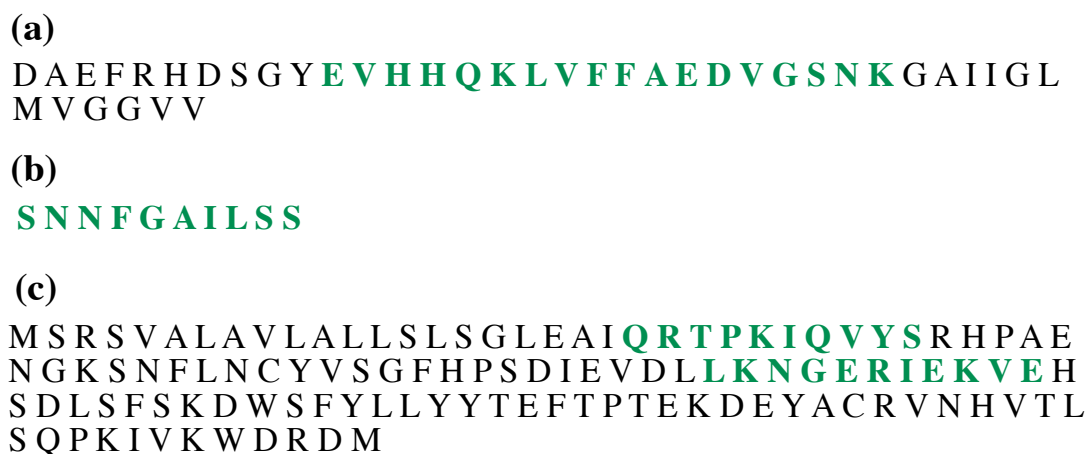 (a)
D A E F R H D S G Y E V H H Q K L V F F A E D V G S N K G A I I G L
M V G G V V
(b)
S N N F G A I L S S
(c)
M S R S V A L A V L A L L S L S G L E A I Q R T P K I Q V Y S R H P A E
N G K S N F L N C Y V S G F H P S D I E V D L L K N G E R I E K V E H
S D L S F S K D W S F Y L L Y Y T E F T P T E K D E Y A C R V N H V T L
S Q P K I V K W D R D M